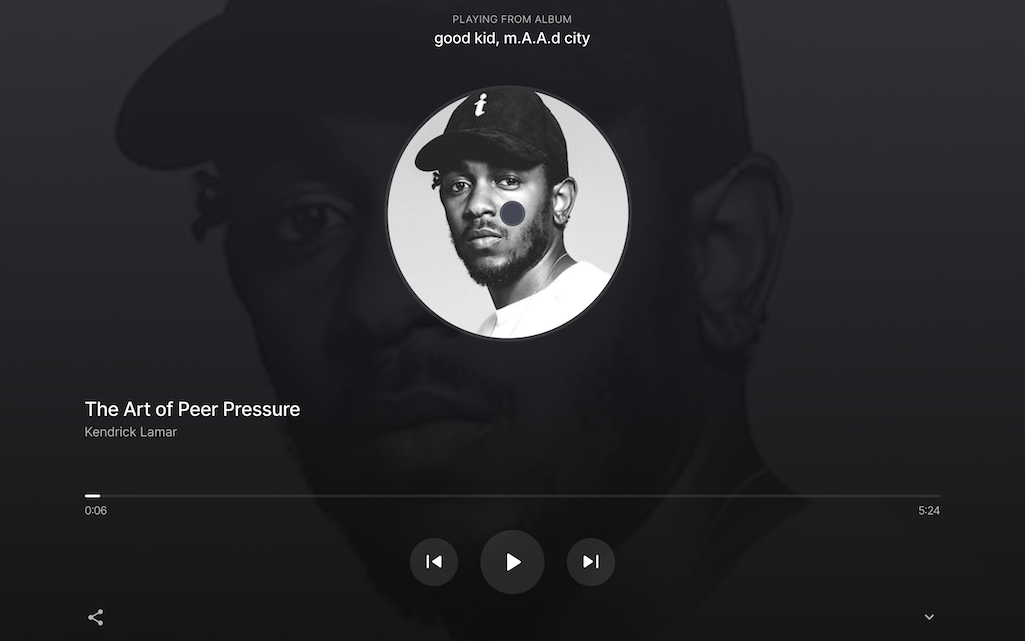 PLAYING FROM ALBUM
good kid, m.A.A.d city
i
The Art of Peer Pressure
Kendrick Lamar
0:06
5:24